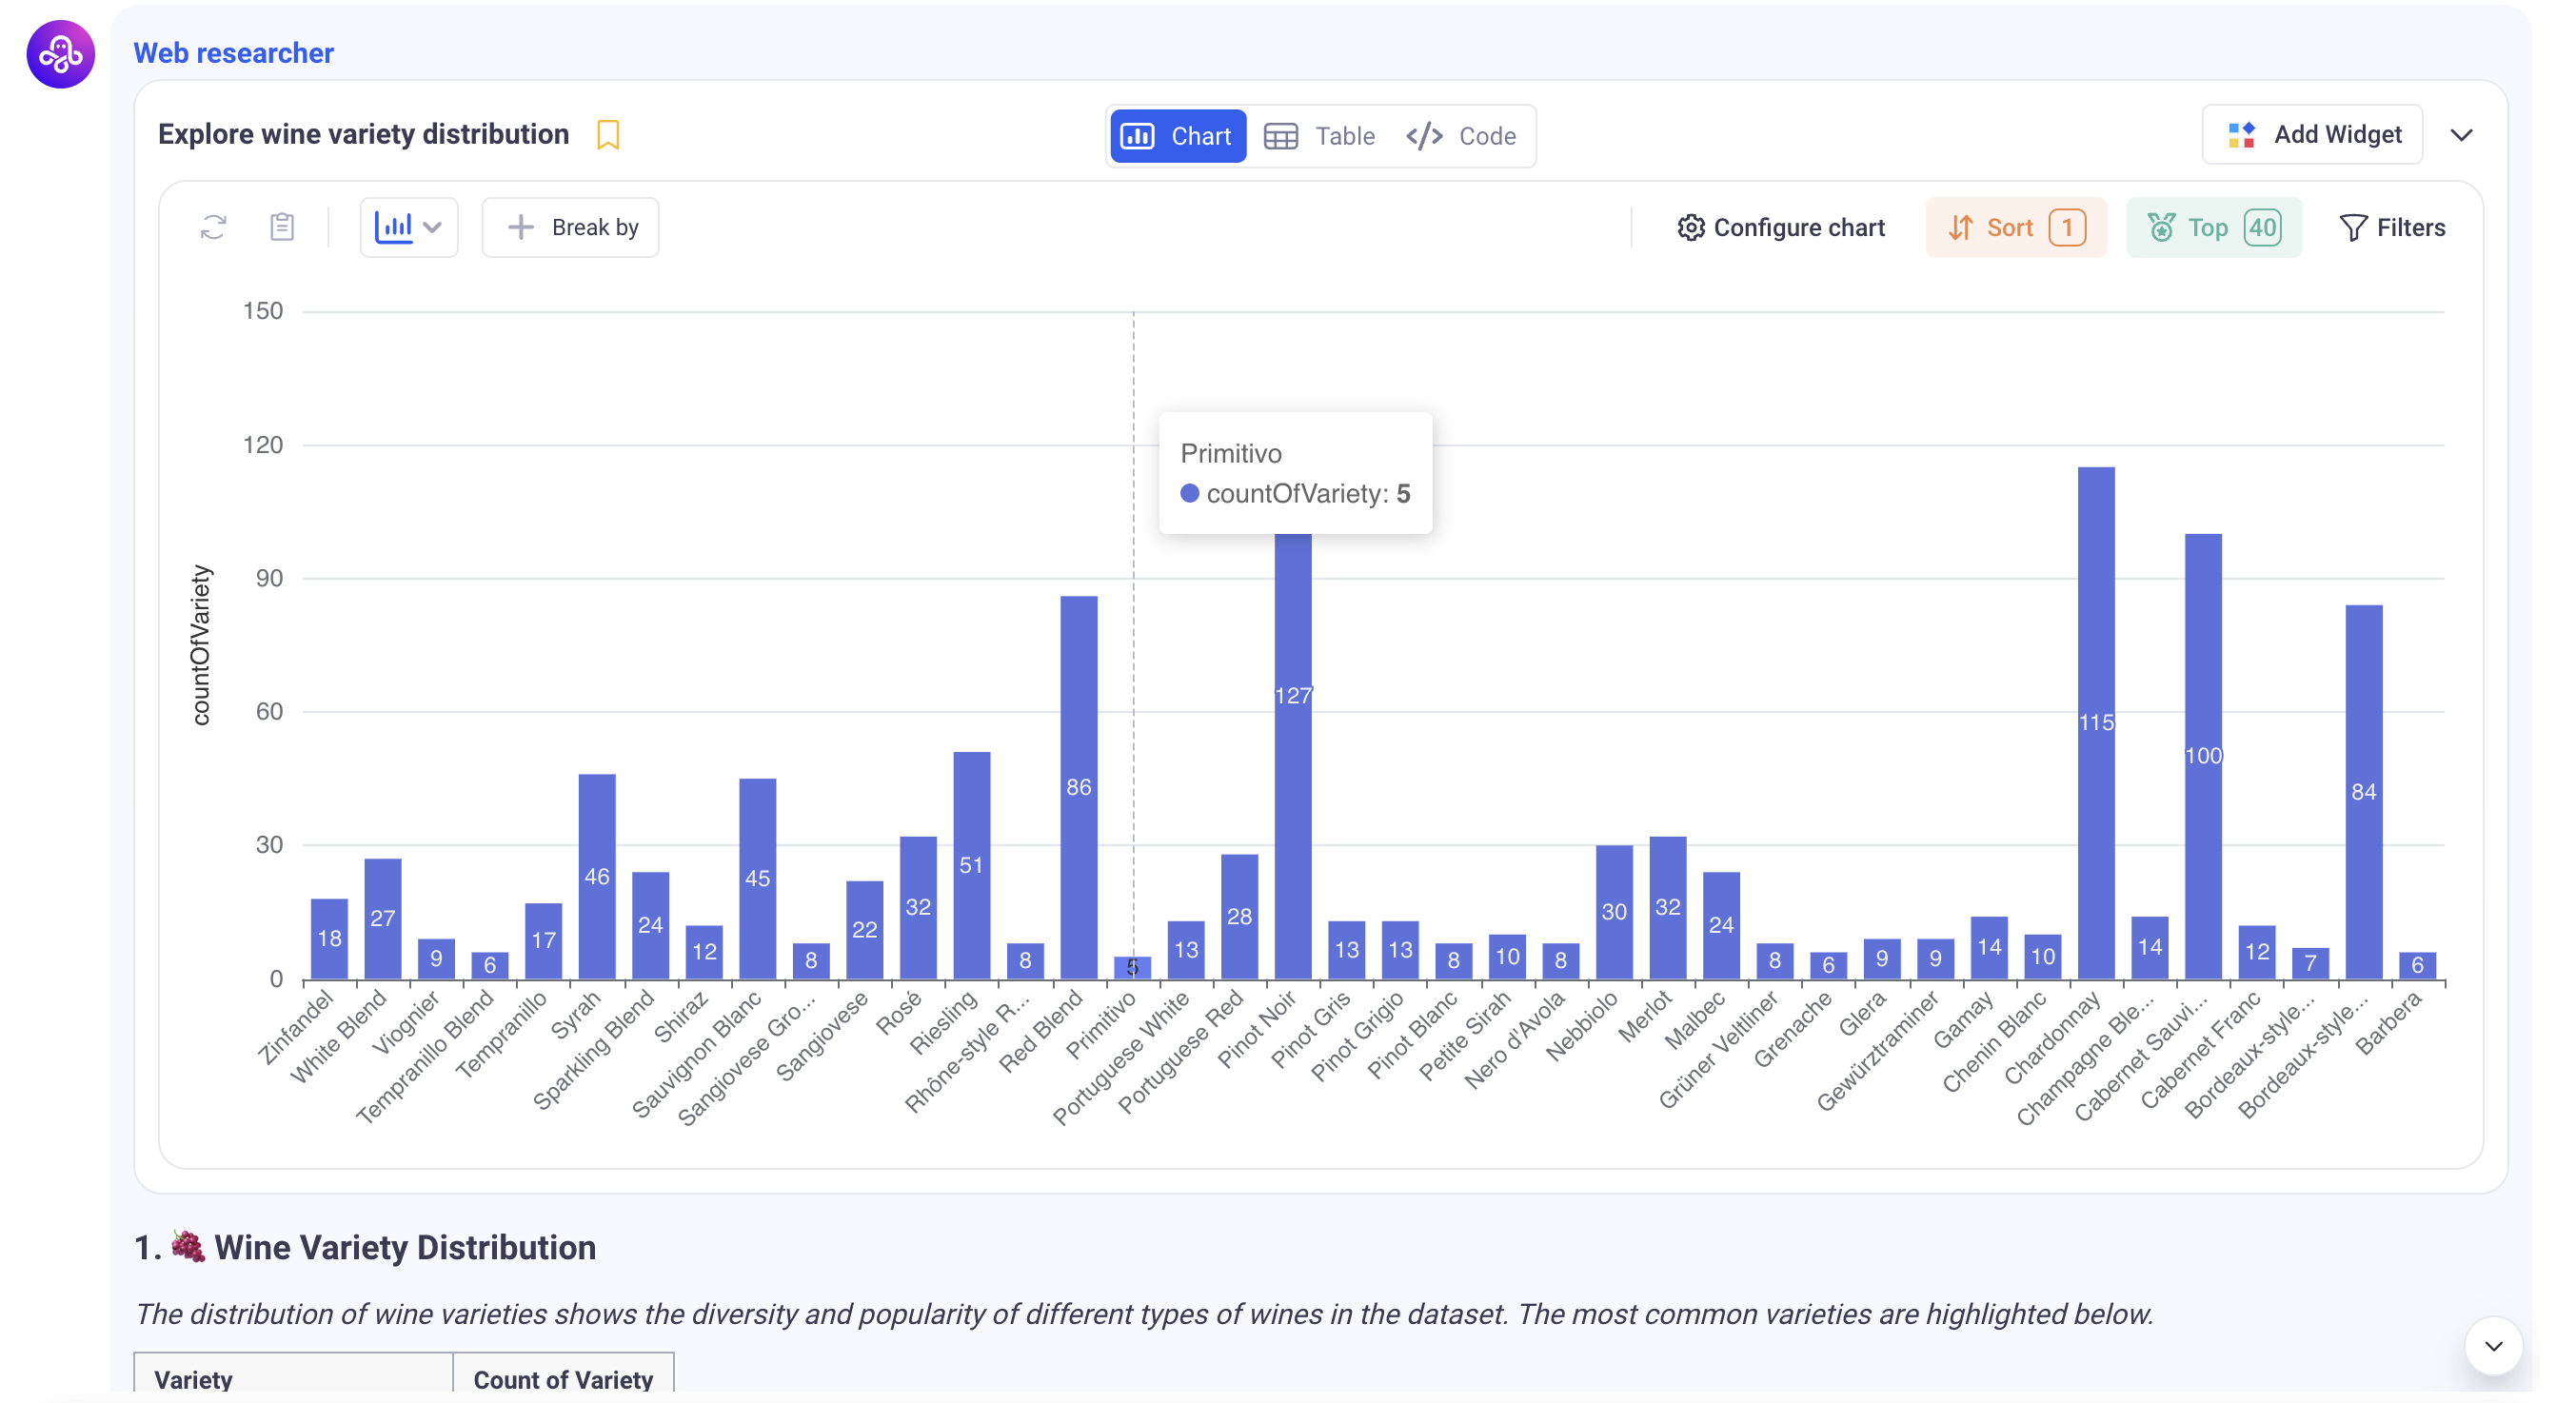 Web researcher
Explore wine variety distribution
Chart
Table
Code
Add Widget
Break by
Configure chart
Sort 1
Top 40
Filters
150
120
90
60
30
0
countOfVariety
Primitivo
countOfVariety: 5
18
27
9
6
17
46
24
12
45
8
22
32
51
8
86
5
13
28
127
13
13
8
10
8
30
32
24
8
6
9
9
14
10
115
14
100
12
7
84
6
Zinfandel
White Blend
Viognier
Tempranillo Blend
Tempranillo
Syrah
Sparkling Blend
Shiraz
Sauvignon Blanc
Sangiovese Gro...
Sangiovese
Rosé
Riesling
Rhône-style R...
Red Blend
Primitivo
Portuguese White
Portuguese Red
Pinot Noir
Pinot Gris
Pinot Grigio
Pinot Blanc
Petite Sirah
Nero d'Avola
Nebbiolo
Merlot
Malbec
Grüner Veltliner
Grenache
Glera
Gewürztraminer
Gamay
Chenin Blanc
Chardonnay
Champagne Ble...
Cabernet Sauvi...
Cabernet Franc
Bordeaux-style...
Bordeaux-style...
Barbera
1. 🍇 Wine Variety Distribution
The distribution of wine varieties shows the diversity and popularity of different types of wines in the dataset. The most common varieties are highlighted below.
Variety
Count of Variety